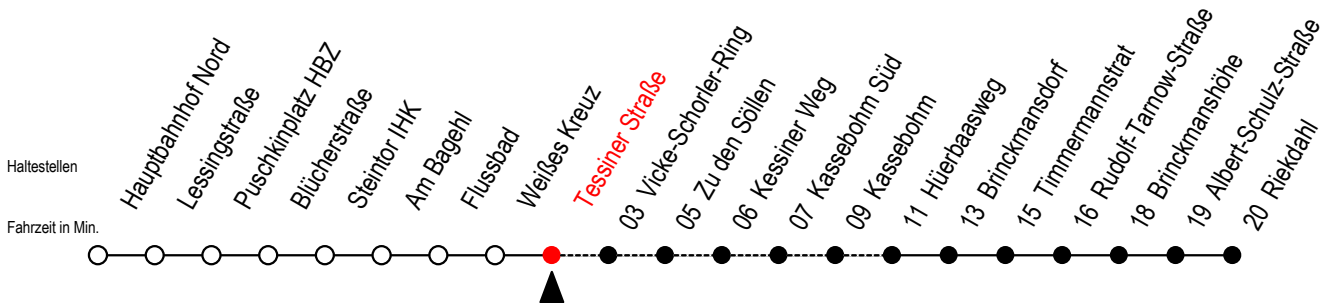 Haltestellen
Fahrzeit in Min.
Hauptbahnhof Nord
Lessingstraße
Puschkinplatz HBZ
Blücherstraße
Steintor IHK
Am Bagehl
Flussbad
Weißes Kreuz
Tessiner Straße
03 Vicke-Schorler-Ring
05 Zu den Söllen
06 Kessiner Weg
07 Kassebohm Süd
09 Kassebohm
11 Hüerbaasweg
13 Brinckmansdorf
15 Timmermannstrat
16 Rudolf-Tarnow-Straße
18 Brinckmanshöhe
19 Albert-Schulz-Straße
20 Riekdahl